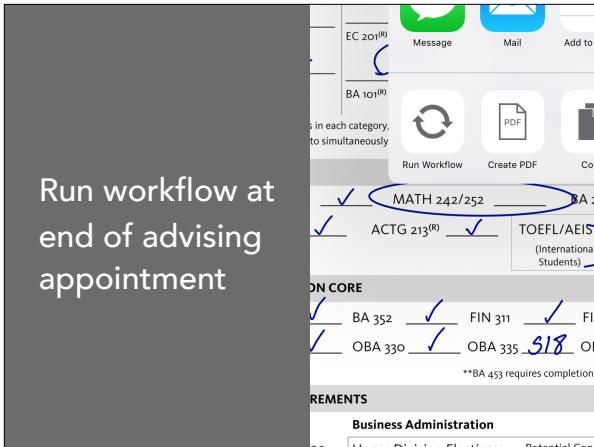 Run workflow at
end of advising
appointment
EC 201(R)
BA 101(R)
Message Mail Add to
Run Workflow Create PDF
PDF
s in each category,
to simultaneously
MATH 242/252
ACTG 213(R) TOEFL/AEIS
(Internationa
Students)
ON CORE
BA 352 FIN 311 FI
OBA 330 OBA 335 S18 O
**BA 453 requires completion
REMENTS
Business Administration